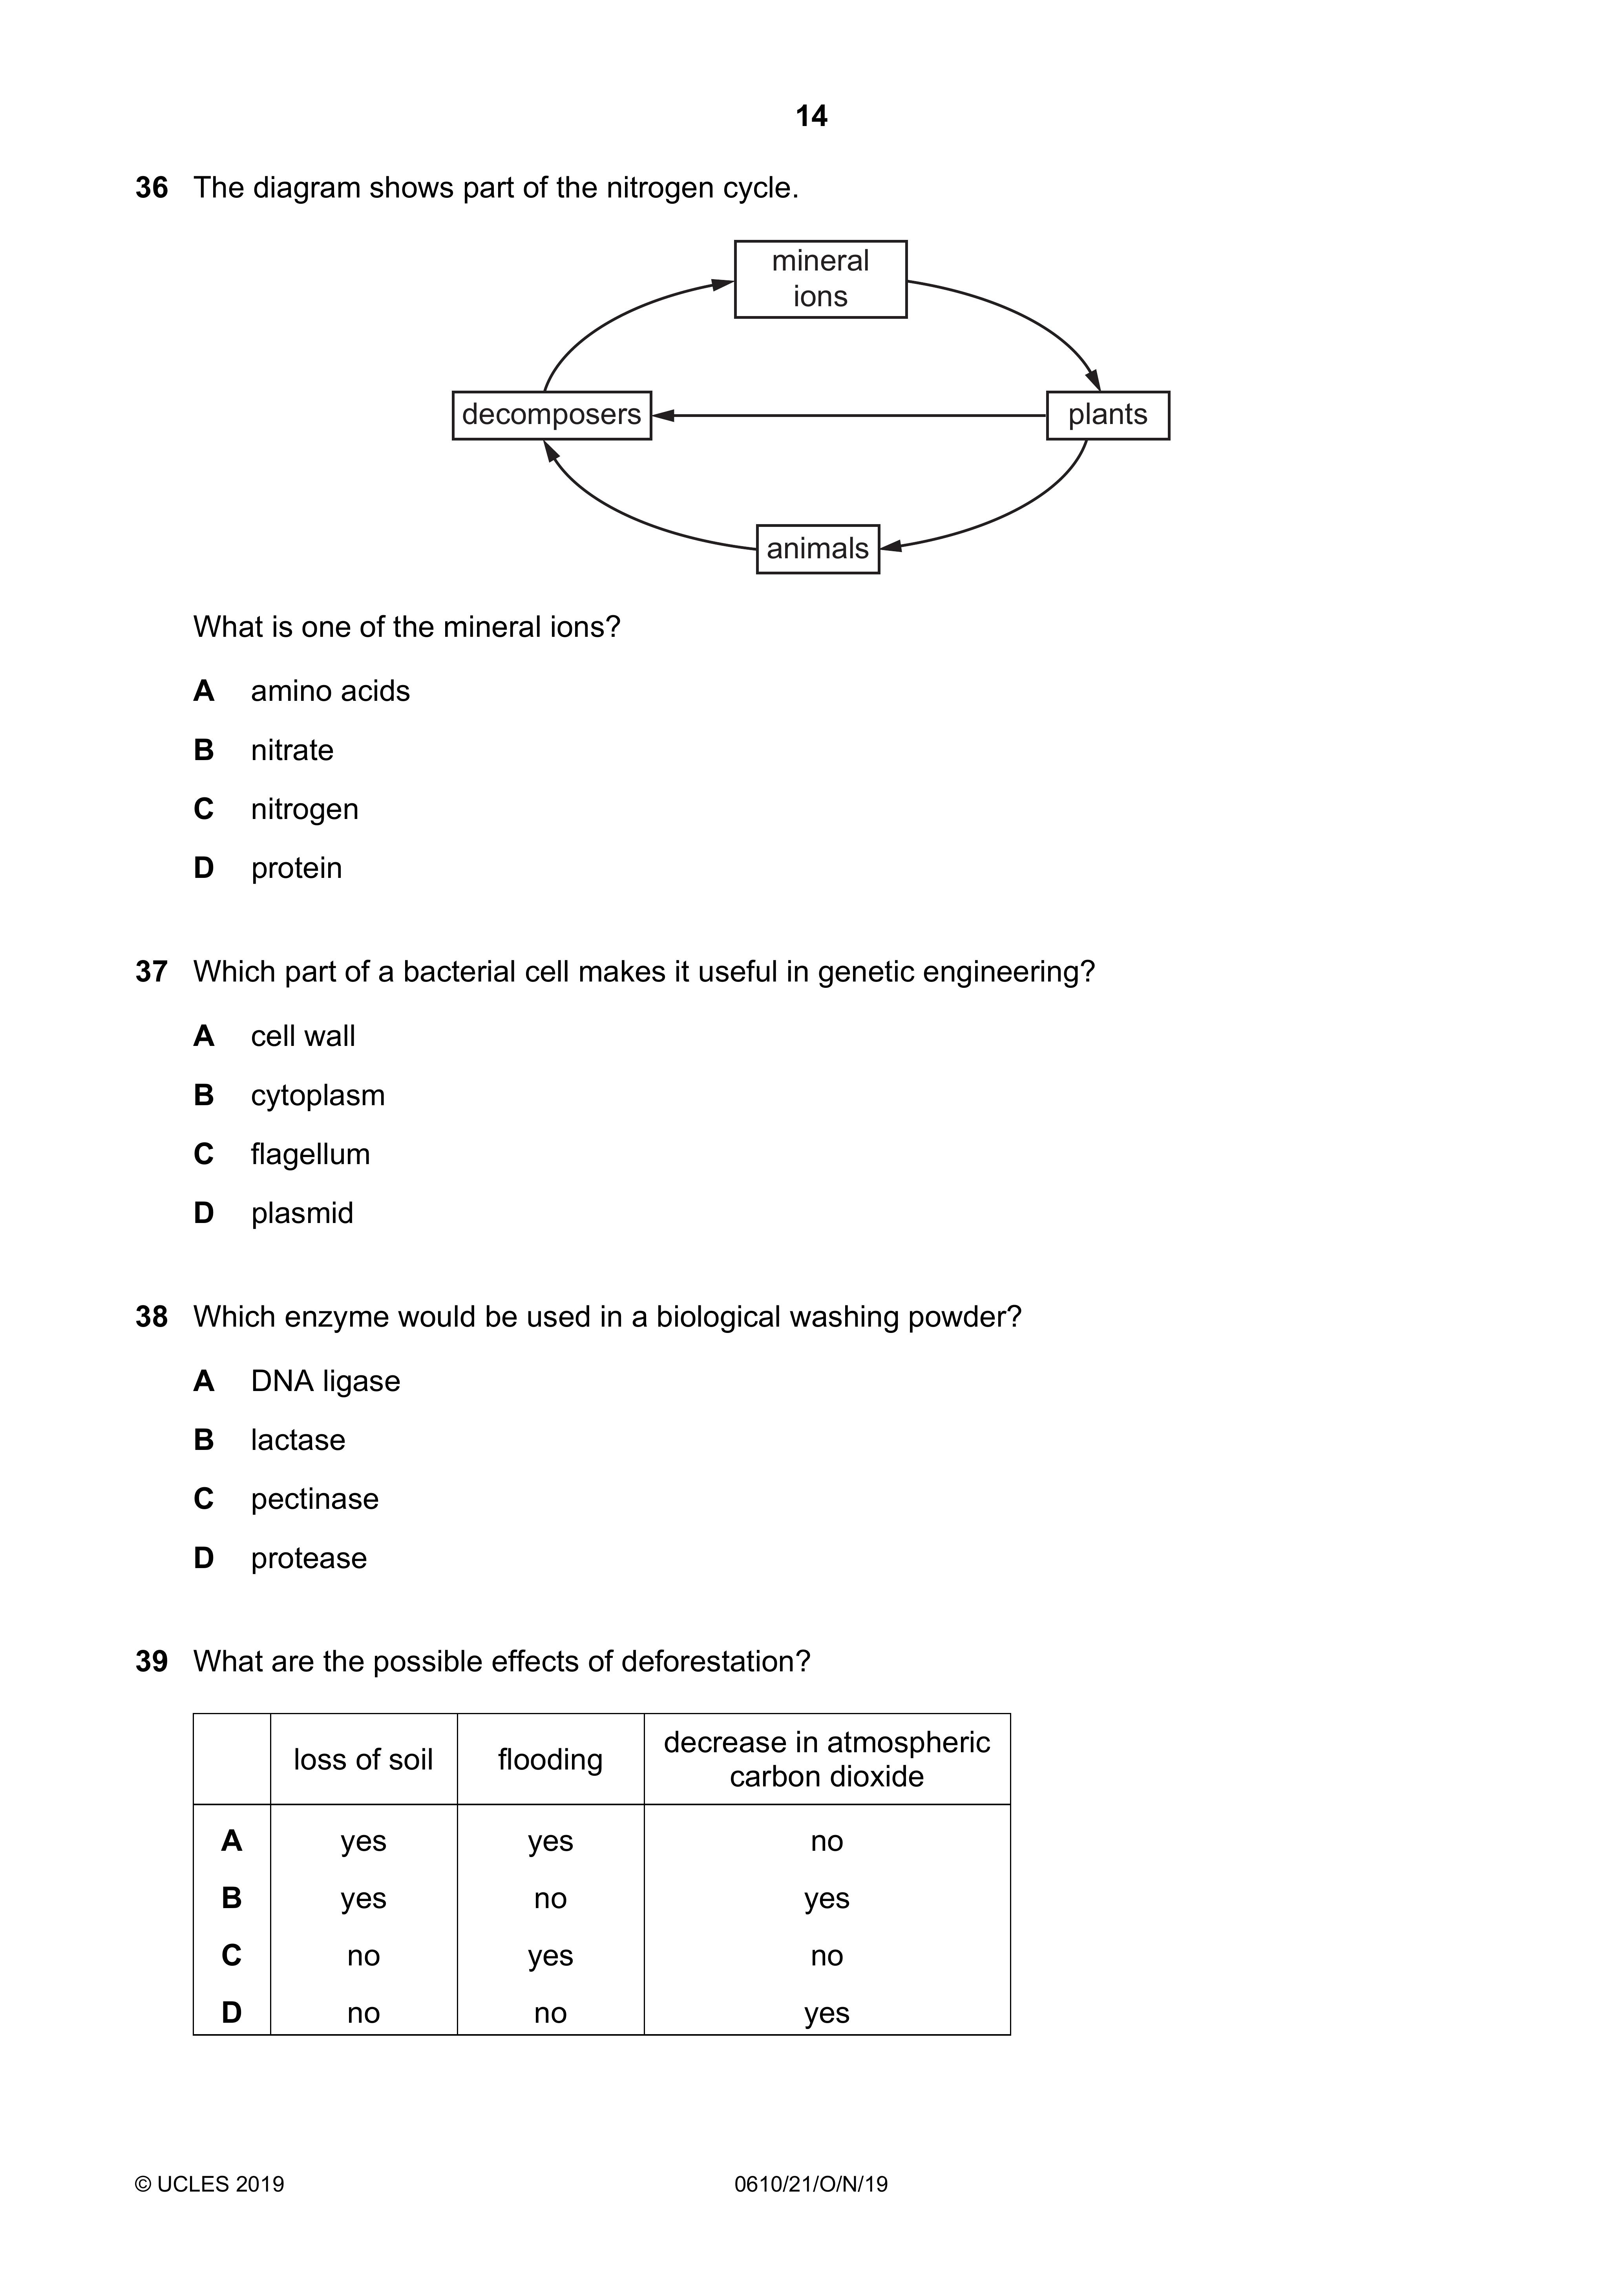 14
36 The diagram shows part of the nitrogen cycle.
mineral
ions
decomposers
plants
animals
What is one of the mineral ions?
A amino acids
B nitrate
C nitrogen
D protein
37 Which part of a bacterial cell makes it useful in genetic engineering?
A cell wall
B cytoplasm
C flagellum
D plasmid
38 Which enzyme would be used in a biological washing powder?
A DNA ligase
B lactase
C pectinase
D protease
39 What are the possible effects of deforestation?
loss of soil flooding decrease in atmospheric
carbon dioxide
A yes yes no
B yes no yes
C no yes no
D no no yes
© UCLES 2019 0610/21/O/N/19